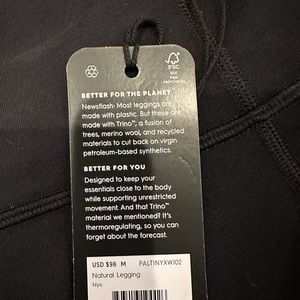 FSC
MIX
BETTER FOR THE PLANET
Newsflash: Most leggings are
made with plastic. But these are
made with Trino™, a fusion of
trees, merino wool, and recycled
materials to cut back on virgin
petroleum-based synthetics.
BETTER FOR YOU
Designed to keep your
essentials close to the body
while supporting unrestricted
movement. And that Trino™
material we mentioned? It's
thermoregulating, so you can
forget about the forecast.
USD $98 M PALTINYXW102
Natural Legging
Nyx